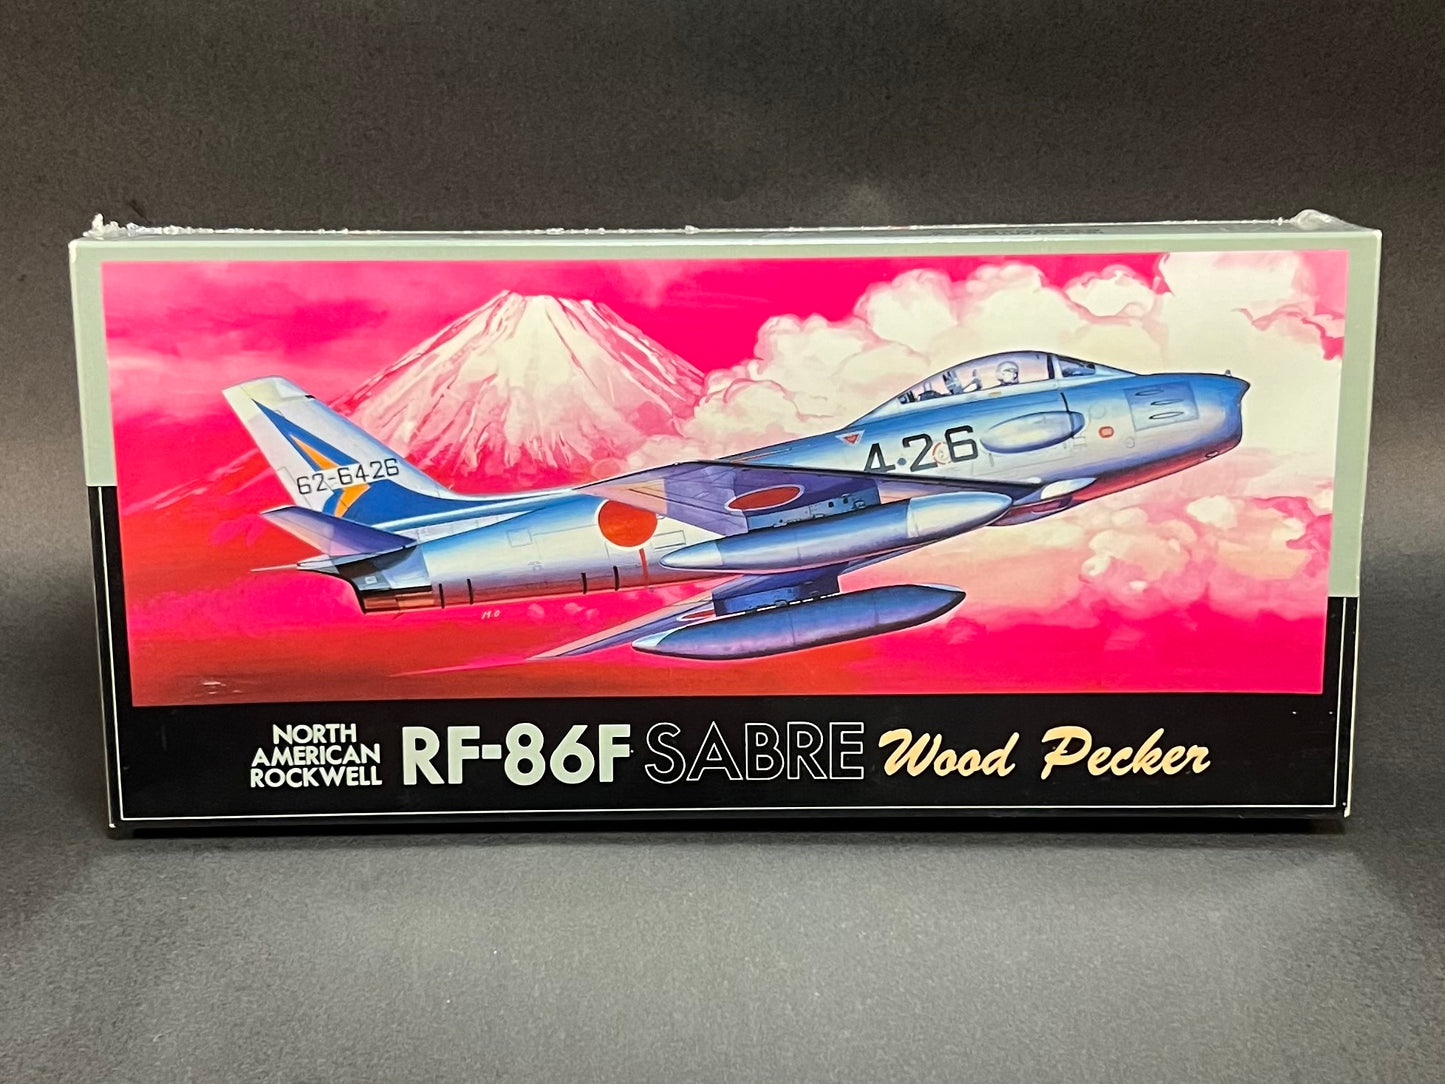 62-6426
4·26
M.O
NORTH
AMERICAN
ROCKWELL
RF-86F SABRE Wood Pecker